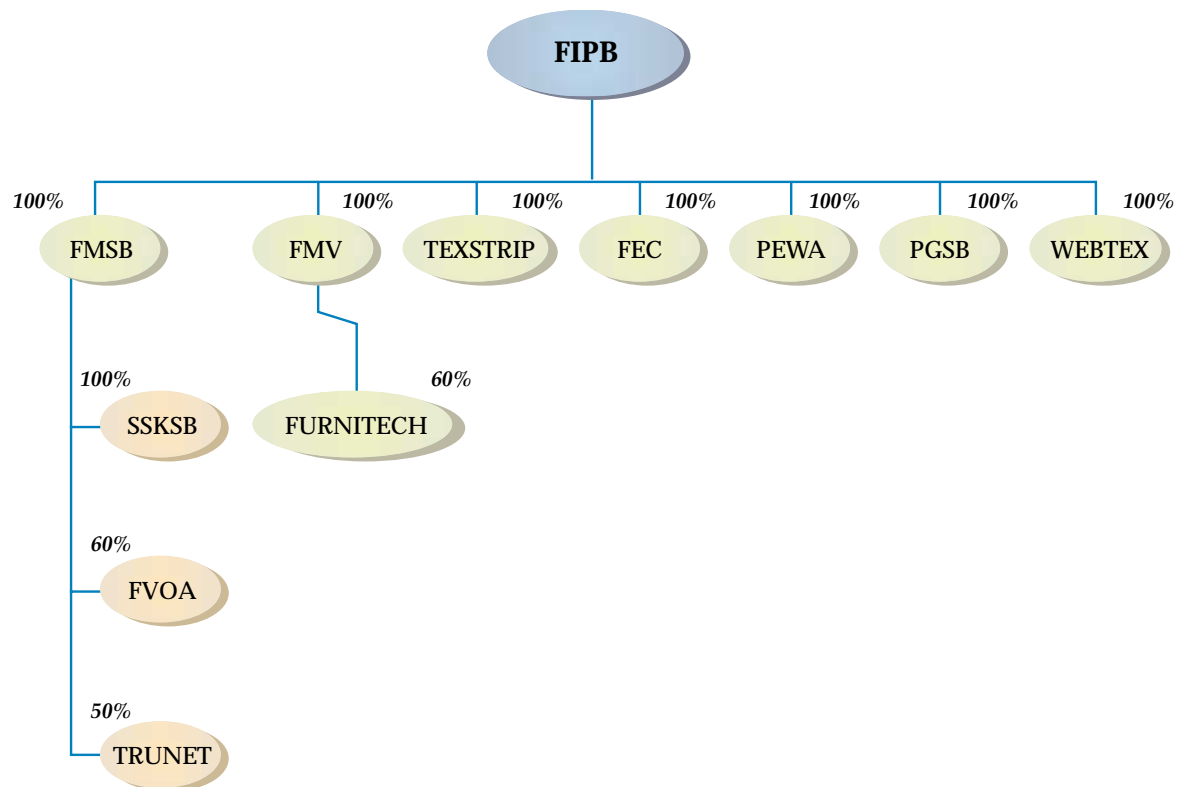 FIPB
100% 100% 100% 100% 100% 100% 100%
FMSB FMV TEXSTRIP FEC PEWA PGSB WEBTEX
100% 60%
SSKSB FURNITECH
60%
FVOA
50%
TRUNET